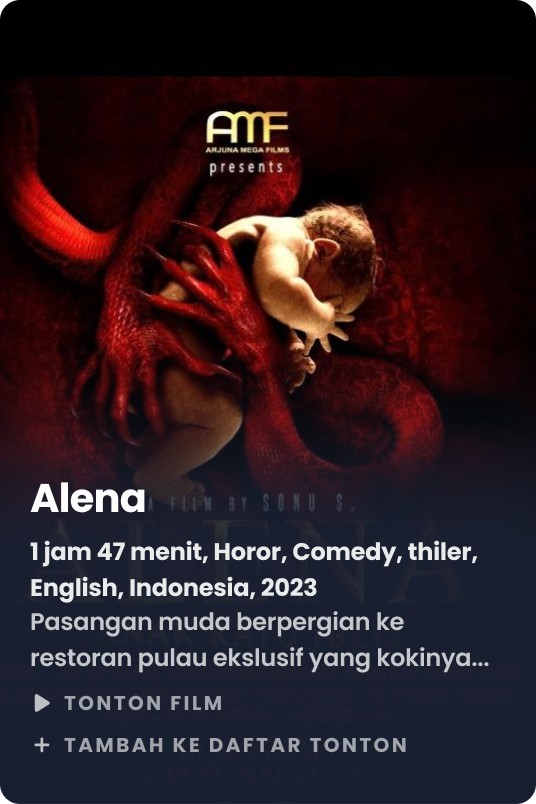 AMF
ARJUNA MEGA FILMS
presents
Alena
A FILM BY SONU S.
ALENA
1 jam 47 menit, Horor, Comedy, thiler,
English, Indonesia, 2023
Pasangan muda berpergian ke
restoran pulau ekslusif yang kokinya...
TONTON FILM
TAMBAH KE DAFTAR TONTON